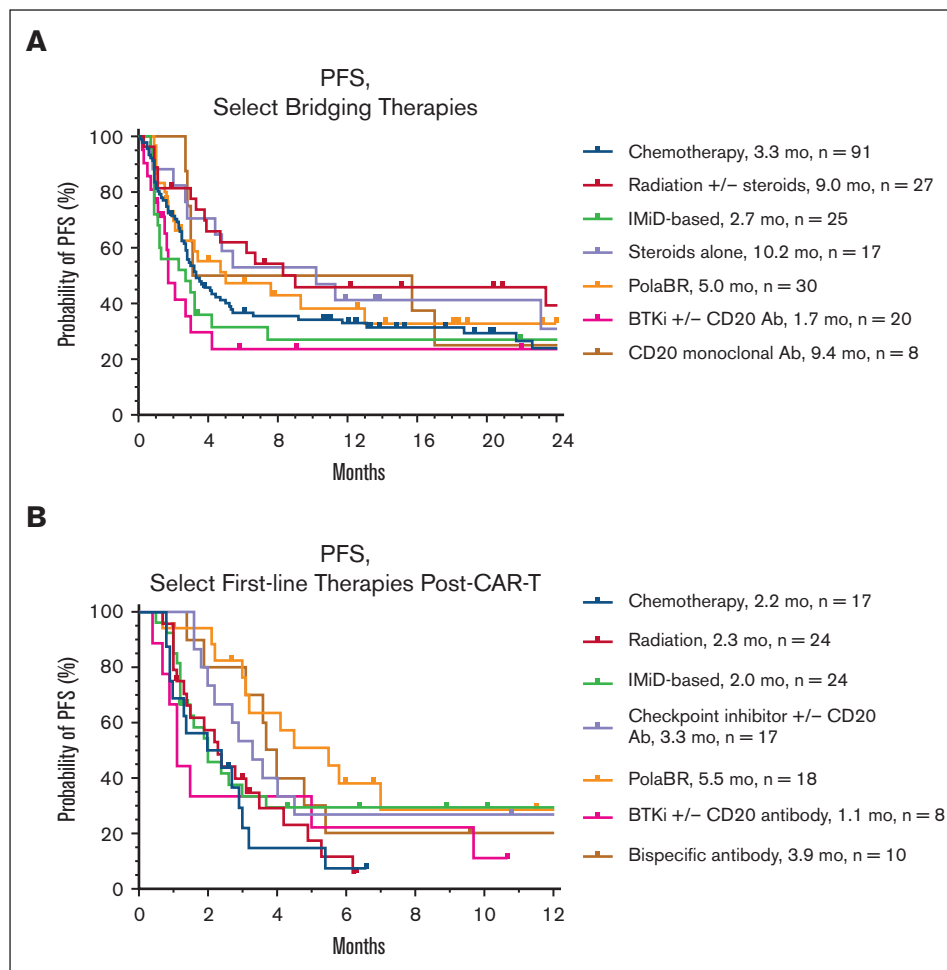 A
PFS,
Select Bridging Therapies
Probability of PFS (%)
100
80
60
40
20
0
0 4 8 12 16 20 24
Months
Chemotherapy, 3.3 mo, n = 91
Radiation +/− steroids, 9.0 mo, n = 27
IMiD-based, 2.7 mo, n = 25
Steroids alone, 10.2 mo, n = 17
PolaBR, 5.0 mo, n = 30
BTKi +/− CD20 Ab, 1.7 mo, n = 20
CD20 monoclonal Ab, 9.4 mo, n = 8
B
PFS,
Select First-line Therapies Post-CAR-T
Probability of PFS (%)
100
80
60
40
20
0
0 2 4 6 8 10 12
Months
Chemotherapy, 2.2 mo, n = 17
Radiation, 2.3 mo, n = 24
IMiD-based, 2.0 mo, n = 24
Checkpoint inhibitor +/− CD20
Ab, 3.3 mo, n = 17
PolaBR, 5.5 mo, n = 18
BTKi +/− CD20 antibody, 1.1 mo, n = 8
Bispecific antibody, 3.9 mo, n = 10